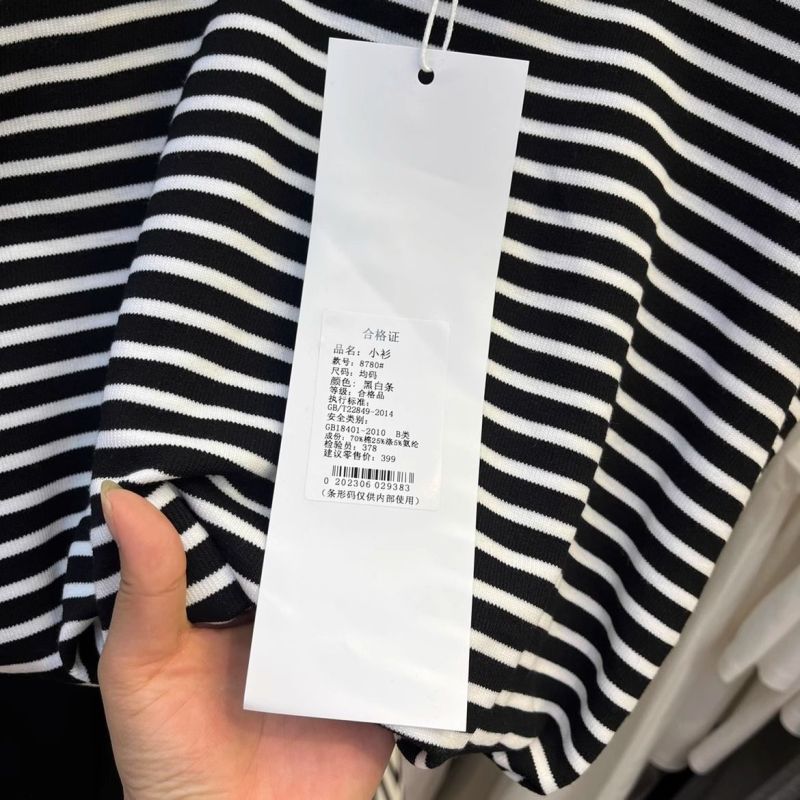 合格证
品名：小衫
款号：8780#
尺码：均码
颜色：黑白条
等级：合格品
执行标准：
GB/T22849-2014
安全类别：
GB18401-2010 B类
成份：70%棉25%涤5%氨纶
检验员：378
建议零售价：399
0 202306 029383
（条形码仅供内部使用）